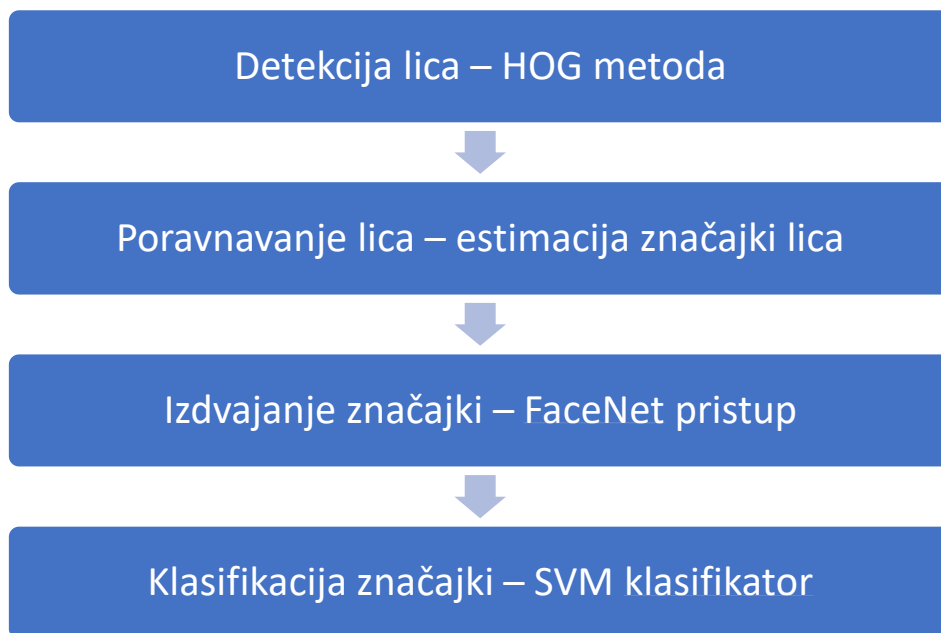 Detekcija lica – HOG metoda
Poravnavanje lica – estimacija značajki lica
Izdvajanje značajki – FaceNet pristup
Klasifikacija značajki – SVM klasifikator